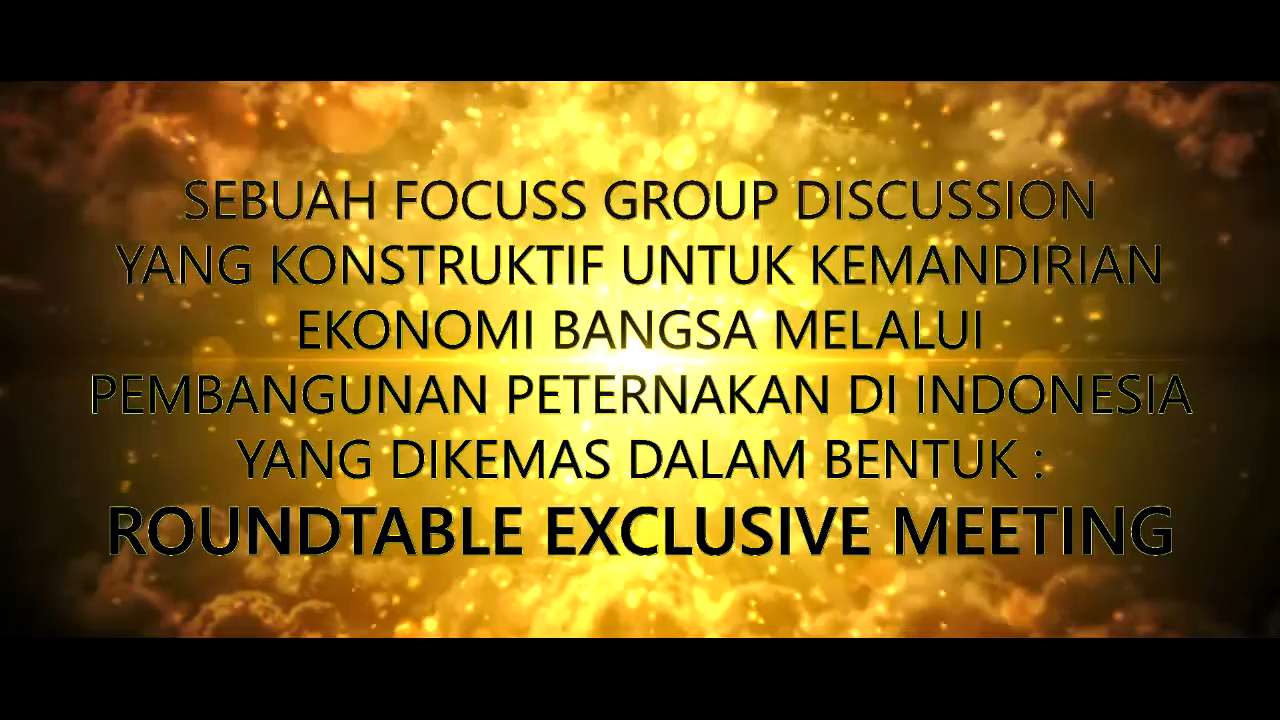 SEBUAH FOCUSS GROUP DISCUSSION
YANG KONSTRUKTIF UNTUK KEMANDIRIAN
EKONOMI BANGSA MELALUI
PEMBANGUNAN PETERNAKAN DI INDONESIA
YANG DIKEMAS DALAM BENTUK :
ROUNDTABLE EXCLUSIVE MEETING